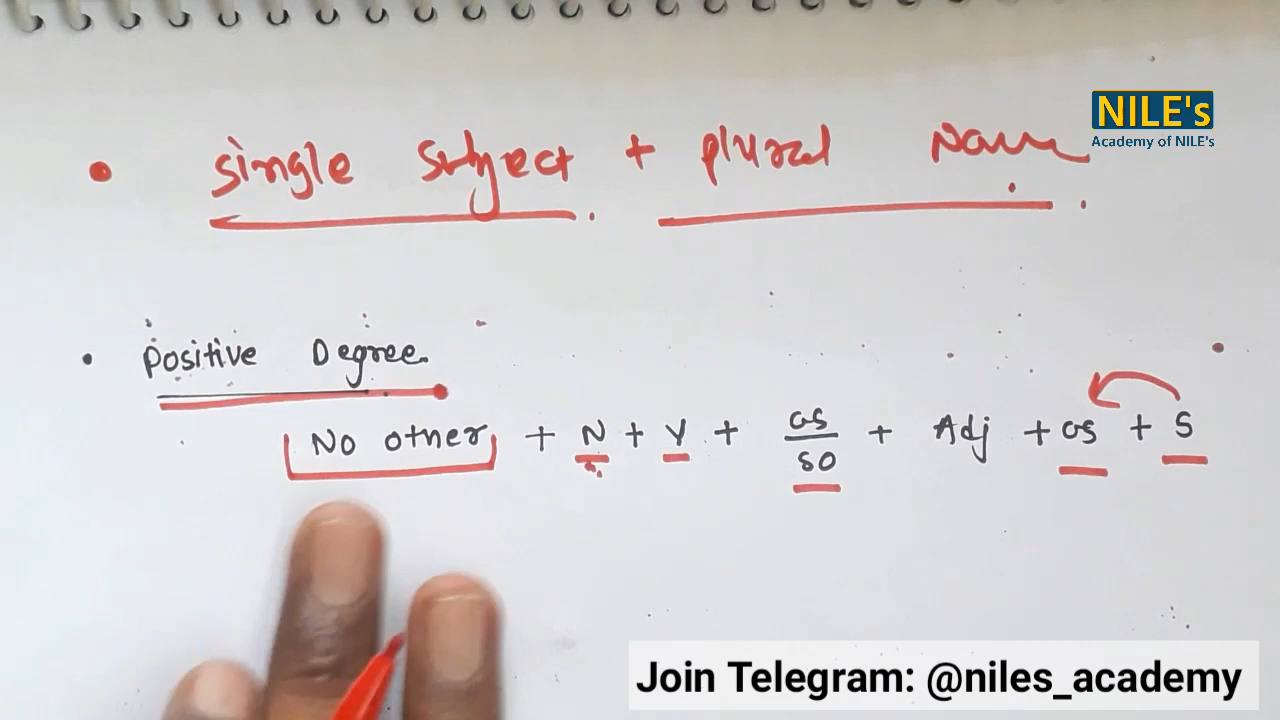 NILE's
Academy of NILE's
• single subject + plural Noun
• Positive Degree
No other + N + V + as/so + Adj + as + S
Join Telegram: @niles_academy